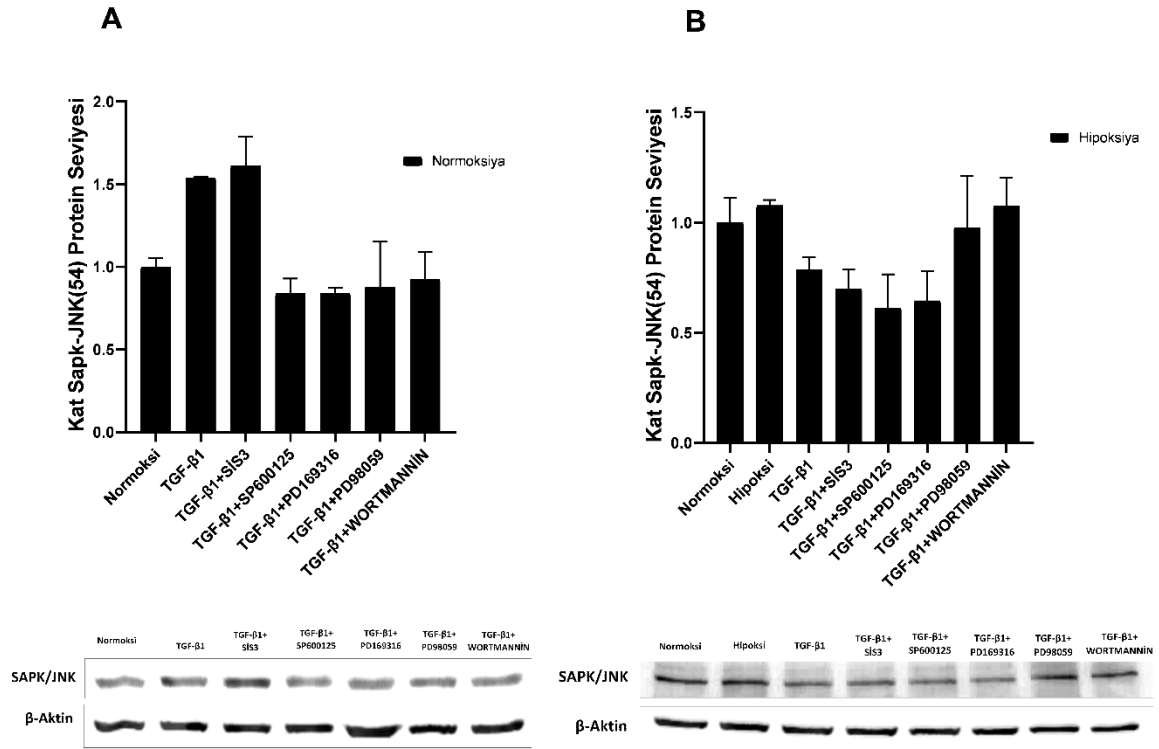 A
B
Kat Sapk-JNK(54) Protein Seviyesi
2.0
1.5
1.0
0.5
0.0
Normoksiya
Normoksi
TGF-β1
TGF-β1+SİS3
TGF-β1+SP600125
TGF-β1+PD169316
TGF-β1+PD98059
TGF-β1+WORTMANNİN
Kat Sapk-JNK(54) Protein Seviyesi
1.5
1.0
0.5
0.0
Hipoksiya
Normoksi
Hipoksi
TGF-β1
TGF-β1+SİS3
TGF-β1+SP600125
TGF-β1+PD169316
TGF-β1+PD98059
TGF-β1+WORTMANNİN
Normoksi
TGF-β1
TGF-β1+
SİS3
TGF-β1+
SP600125
TGF-β1+
PD169316
TGF-β1+
PD98059
TGF-β1+
WORTMANNİN
SAPK/JNK
β-Aktin
Normoksi
Hİpoksi
TGF-β1
TGF-β1+
SİS3
TGF-β1+
SP600125
TGF-β1+
PD169316
TGF-β1+
PD98059
TGF-β1+
WORTMANNİN
SAPK/JNK
β-Aktin